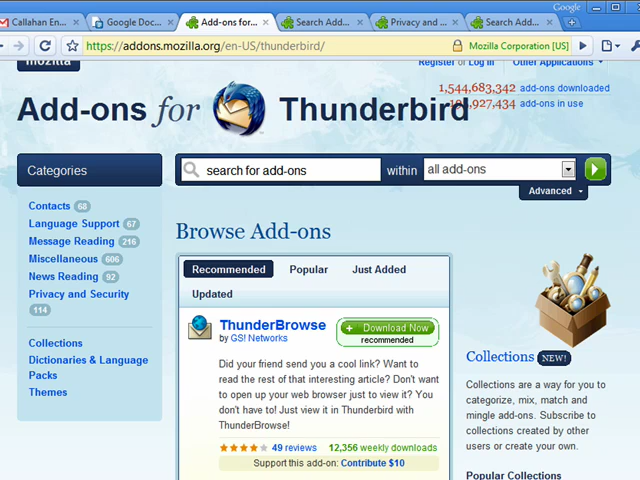 Google
Callahan En...
Google Doc...
Add-ons for...
Search Add...
Privacy and ...
Search Add...
https://addons.mozilla.org/en-US/thunderbird/
Mozilla Corporation [US]
mozilla
Register or Log in
Other Applications
Add-ons for Thunderbird
1,544,683,342 add-ons downloaded
927,434 add-ons in use
Categories
search for add-ons
within
all add-ons
Advanced
Contacts 68
Language Support 67
Message Reading 216
Miscellaneous 606
News Reading 92
Privacy and Security
114
Collections
Dictionaries & Language
Packs
Themes
Browse Add-ons
Recommended
Popular
Just Added
Updated
ThunderBrowse
by GS! Networks
+ Download Now
recommended
Did your friend send you a cool link? Want to
read the rest of that interesting article? Don't want
to open up your web browser just to view it? You
don't have to! Just view it in Thunderbird with
ThunderBrowse!
49 reviews
12,356 weekly downloads
Support this add-on: Contribute $10
Collections NEW!
Collections are a way for you to
categorize, mix, match and
mingle add-ons. Subscribe to
collections created by other
users or create your own.
Popular Collections